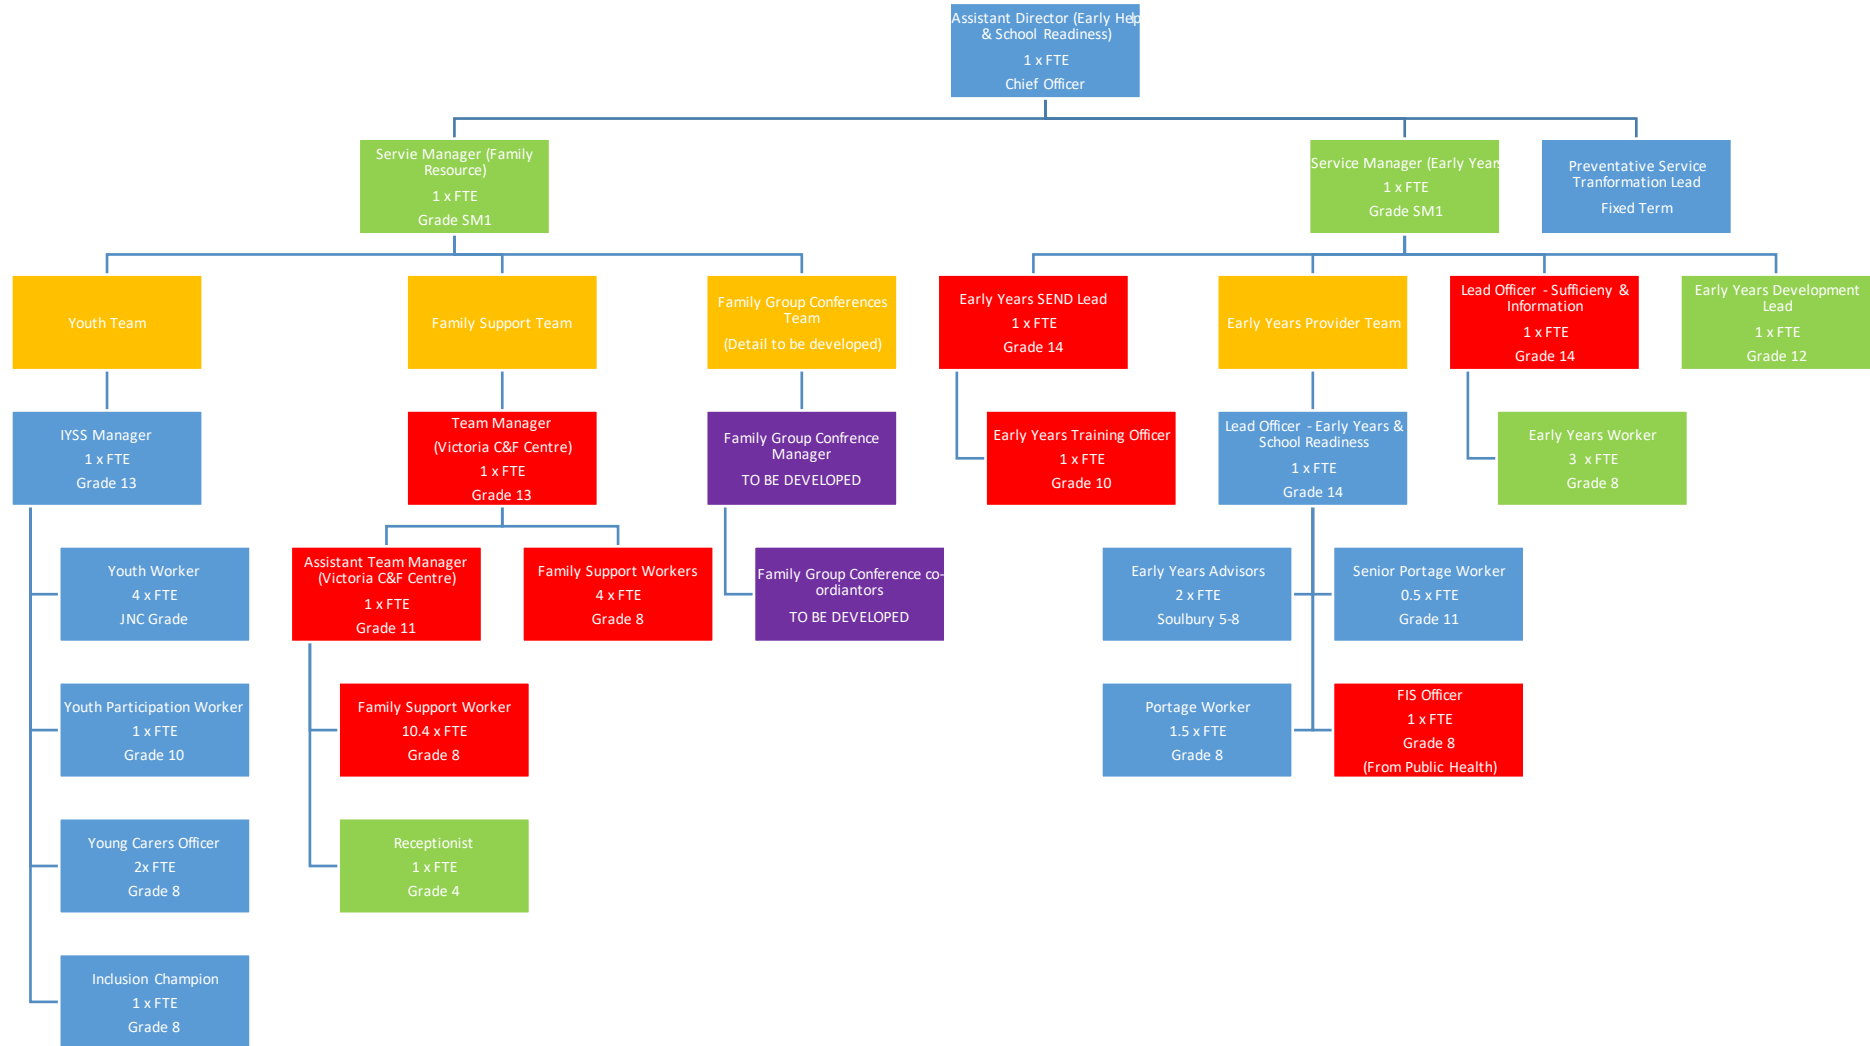 Assistant Director (Early Help
& School Readiness)
1 x FTE
Chief Officer
Servie Manager (Family
Resource)
1 x FTE
Grade SM1
Service Manager (Early Years
1 x FTE
Grade SM1
Preventative Service
Tranformation Lead
Fixed Term
Youth Team
Family Support Team
Family Group Conferences
Team
(Detail to be developed)
Early Years SEND Lead
1 x FTE
Grade 14
Early Years Provider Team
Lead Officer - Sufficieny &
Information
1 x FTE
Grade 14
Early Years Development
Lead
1 x FTE
Grade 12
IYSS Manager
1 x FTE
Grade 13
Team Manager
(Victoria C&F Centre)
1 x FTE
Grade 13
Family Group Confrence
Manager
TO BE DEVELOPED
Early Years Training Officer
1 x FTE
Grade 10
Lead Officer - Early Years &
School Readiness
1 x FTE
Grade 14
Early Years Worker
3 x FTE
Grade 8
Youth Worker
4 x FTE
JNC Grade
Assistant Team Manager
(Victoria C&F Centre)
1 x FTE
Grade 11
Family Support Workers
4 x FTE
Grade 8
Family Group Conference co-
ordiantors
TO BE DEVELOPED
Early Years Advisors
2 x FTE
Soulbury 5-8
Senior Portage Worker
0.5 x FTE
Grade 11
Youth Participation Worker
1 x FTE
Grade 10
Family Support Worker
10.4 x FTE
Grade 8
Portage Worker
1.5 x FTE
Grade 8
FIS Officer
1 x FTE
Grade 8
(From Public Health)
Young Carers Officer
2x FTE
Grade 8
Receptionist
1 x FTE
Grade 4
Inclusion Champion
1 x FTE
Grade 8